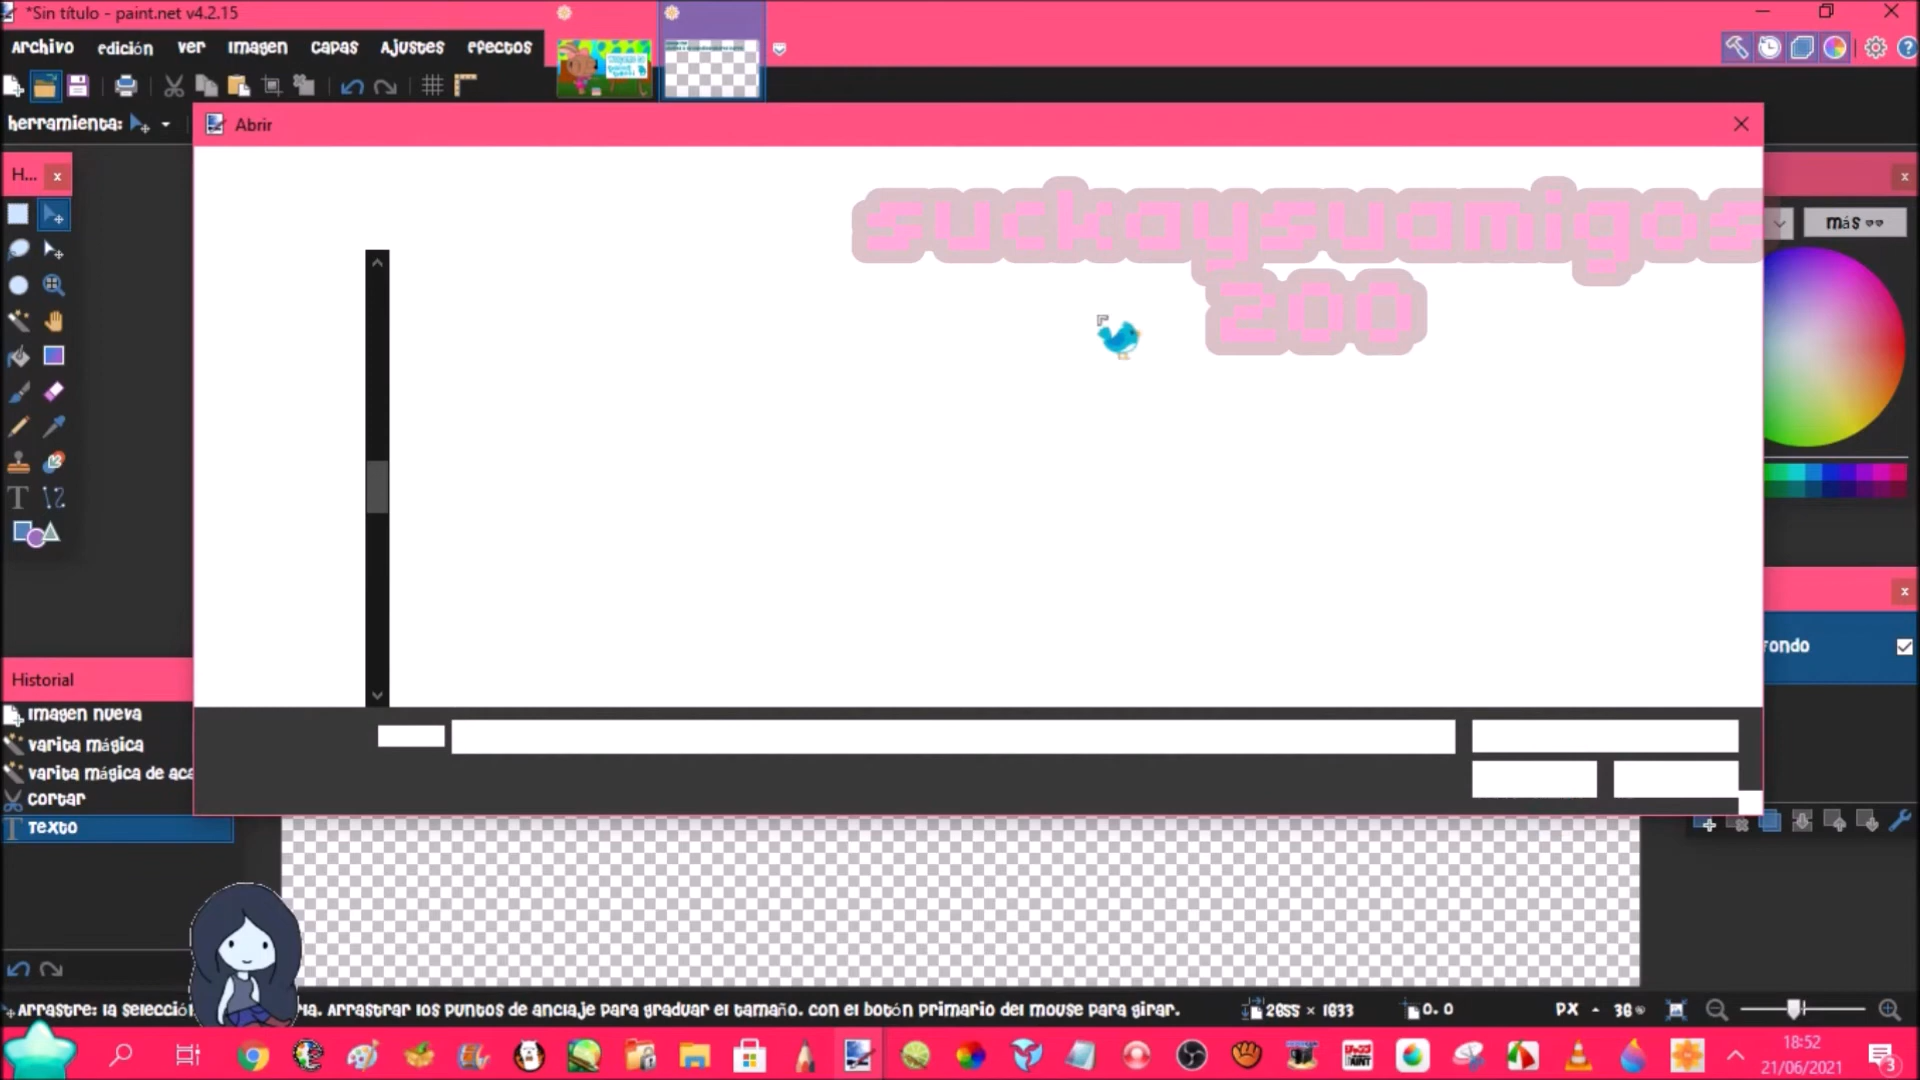 *Sin título - paint.net v4.2.15
Archivo edición ver imagen capas Ajustes efectos
herramienta:
Abrir
suckaysuamigos
200
H...
más
Historial
imagen nueva
varita mágica
varita mágica de aca
cortar
Texto
Fondo
Arrastre: la selecció
ia. Arrastrar los puntos de anclaje para graduar el tamaño. con el botón primario del mouse para girar.
2655 × 1633
0. 0
PX
36%
18:52
21/06/2021
3